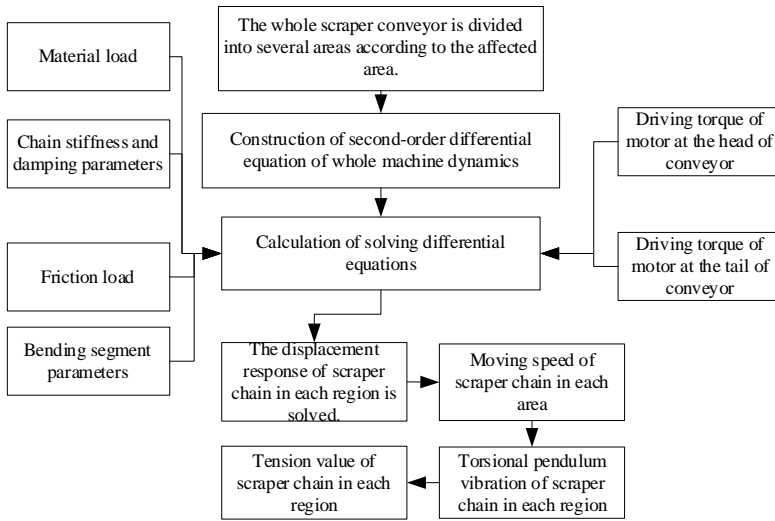 The whole scraper conveyor is divided
into several areas according to the affected
area.
Material load
Construction of second-order differential
equation of whole machine dynamics
Chain stiffness and
damping parameters
Driving torque of
motor at the head of
conveyor
Calculation of solving differential
equations
Friction load
Driving torque of
motor at the tail of
conveyor
Bending segment
parameters
The displacement
response of scraper
chain in each region is
solved.
Moving speed of
scraper chain in each
area
Tension value of
scraper chain in each
region
Torsional pendulum
vibration of scraper
chain in each region